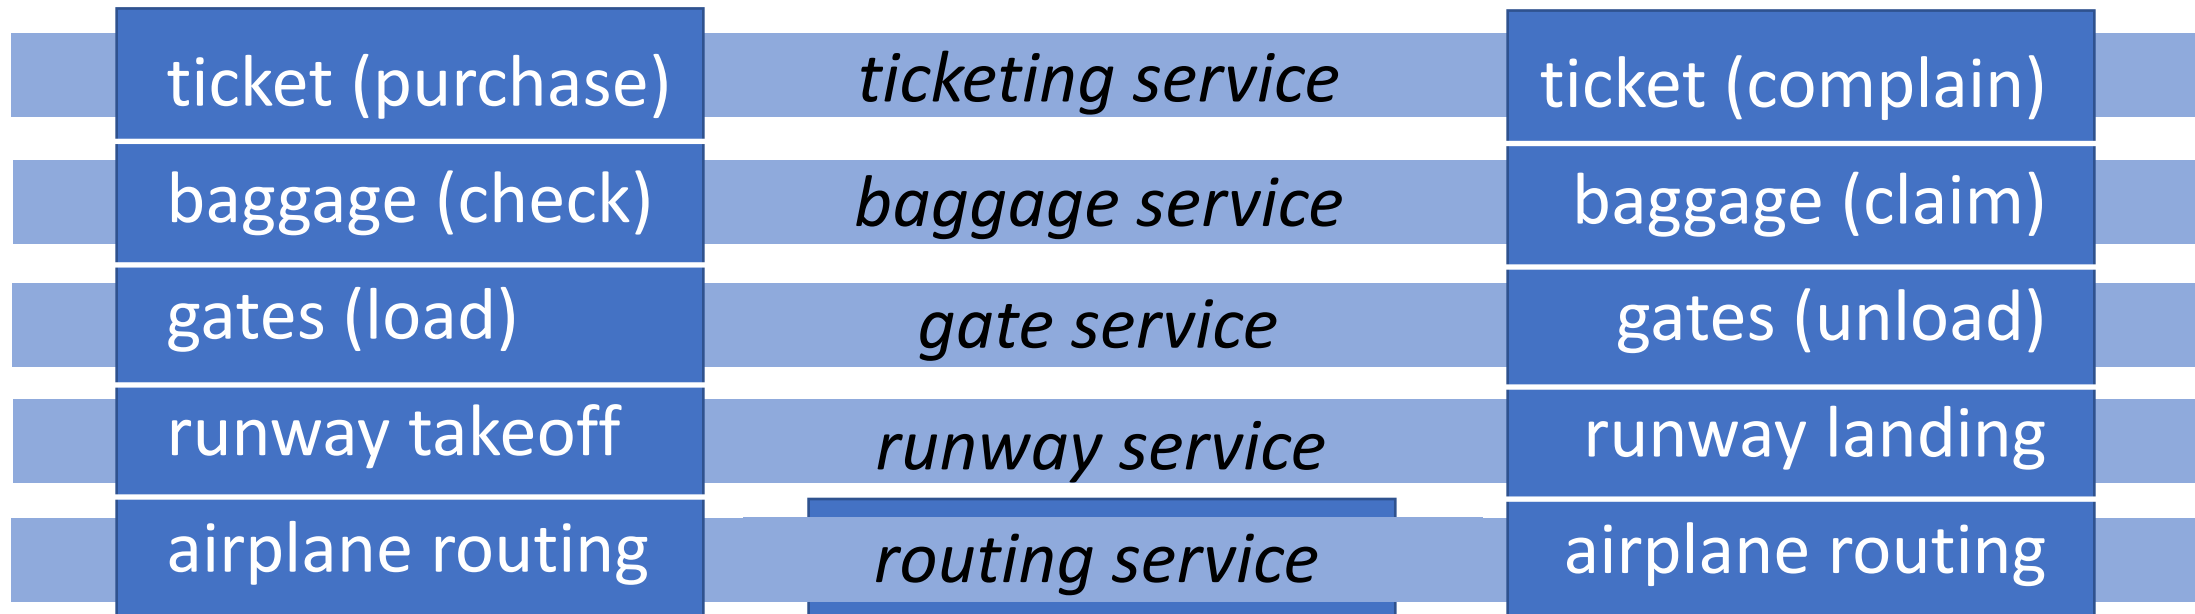 ticket (purchase) ticketing service ticket (complain)
baggage (check) baggage service baggage (claim)
gates (load) gate service gates (unload)
runway takeoff runway service runway landing
airplane routing routing service airplane routing